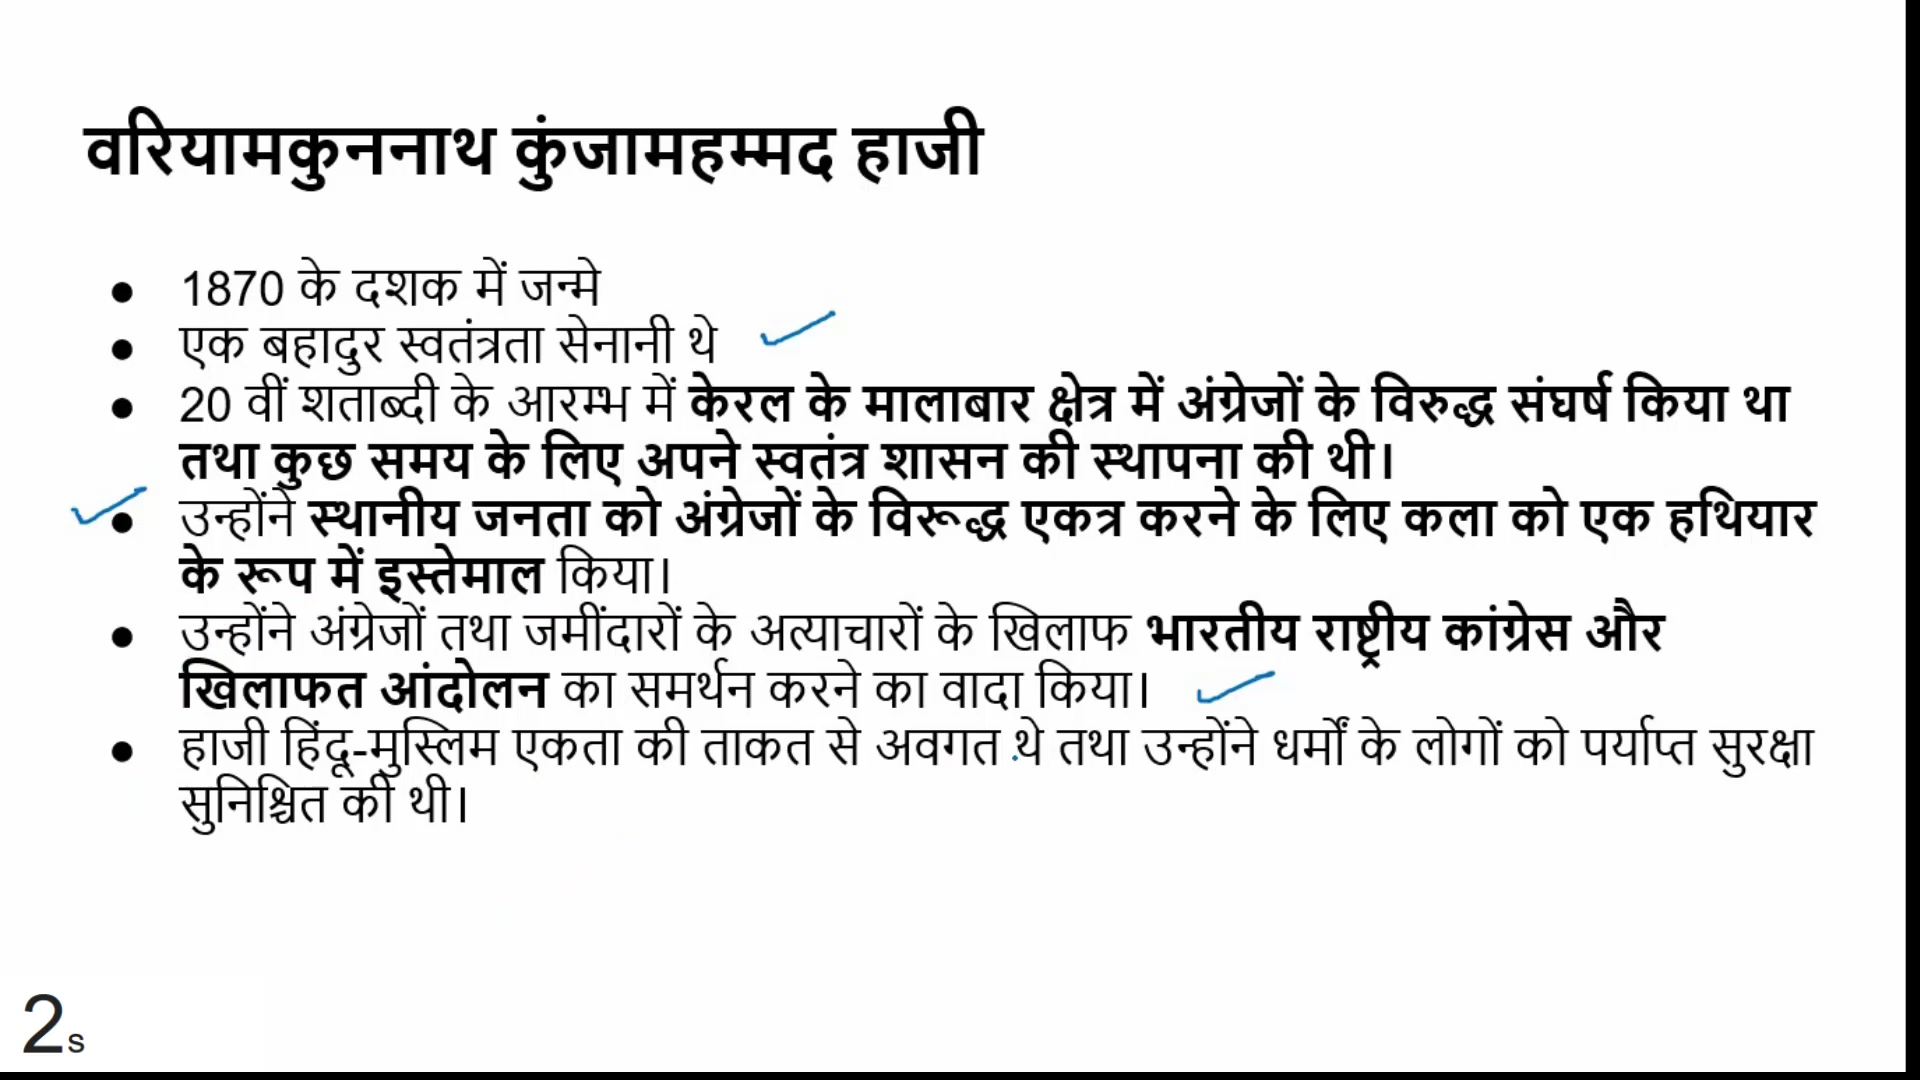 वरियामकुननाथ कुंजामहम्मद हाजी
● 1870 के दशक में जन्मे
● एक बहादुर स्वतंत्रता सेनानी थे
● 20 वीं शताब्दी के आरम्भ में केरल के मालाबार क्षेत्र में अंग्रेजों के विरुद्ध संघर्ष किया था
तथा कुछ समय के लिए अपने स्वतंत्र शासन की स्थापना की थी।
● उन्होंने स्थानीय जनता को अंग्रेजों के विरूद्ध एकत्र करने के लिए कला को एक हथियार
के रूप में इस्तेमाल किया।
● उन्होंने अंग्रेजों तथा जमींदारों के अत्याचारों के खिलाफ भारतीय राष्ट्रीय कांग्रेस और
खिलाफत आंदोलन का समर्थन करने का वादा किया।
● हाजी हिंदू-मुस्लिम एकता की ताकत से अवगत थे तथा उन्होंने धर्मों के लोगों को पर्याप्त सुरक्षा
सुनिश्चित की थी।
2s